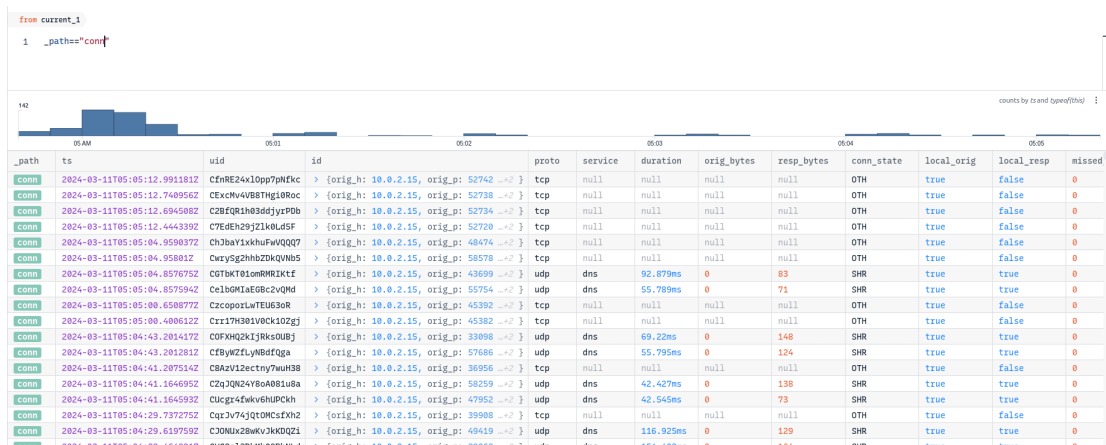 from current_1
1 _path=="conn"
142
counts by ts and typeof(this)
05 AM 05:01 05:02 05:03 05:04 05:05
_path ts uid id proto service duration orig_bytes resp_bytes conn_state local_orig local_resp missed
conn 2024-03-11T05:05:12.991181Z CfnRE24xlOpp7pNfkc > {orig_h: 10.0.2.15, orig_p: 52742 …+2 } tcp null null null null OTH true false 0
conn 2024-03-11T05:05:12.740956Z CExcMv4VB8THgi0Roc > {orig_h: 10.0.2.15, orig_p: 52738 …+2 } tcp null null null null OTH true false 0
conn 2024-03-11T05:05:12.694508Z C2BfQR1h03ddjyrPDb > {orig_h: 10.0.2.15, orig_p: 52734 …+2 } tcp null null null null OTH true false 0
conn 2024-03-11T05:05:12.444339Z C7EdEh29jZlk0LdSF > {orig_h: 10.0.2.15, orig_p: 52720 …+2 } tcp null null null null OTH true false 0
conn 2024-03-11T05:05:04.959037Z ChJbaY1xkhuFwVQQQ7 > {orig_h: 10.0.2.15, orig_p: 48474 …+2 } tcp null null null null OTH true false 0
conn 2024-03-11T05:05:04.95801Z CwrySg2hhbZDkQVNb5 > {orig_h: 10.0.2.15, orig_p: 58578 …+2 } tcp null null null null OTH true false 0
conn 2024-03-11T05:05:04.857675Z CGTbKT01omRMRIKtf > {orig_h: 10.0.2.15, orig_p: 43699 …+2 } udp dns 92.879ms 0 83 SHR true true 0
conn 2024-03-11T05:05:04.857594Z CelbGMIaEGBc2vQMd > {orig_h: 10.0.2.15, orig_p: 55754 …+2 } udp dns 55.789ms 0 71 SHR true true 0
conn 2024-03-11T05:05:00.650877Z CzcoporLwTEU63oR > {orig_h: 10.0.2.15, orig_p: 45392 …+2 } tcp null null null null OTH true false 0
conn 2024-03-11T05:05:00.400612Z Crr17H301V0Ck1OZgj > {orig_h: 10.0.2.15, orig_p: 45382 …+2 } tcp null null null null OTH true false 0
conn 2024-03-11T05:04:43.201417Z COFXHQ2kIjRksOUBj > {orig_h: 10.0.2.15, orig_p: 33098 …+2 } udp dns 69.22ms 0 148 SHR true true 0
conn 2024-03-11T05:04:43.201281Z CfByWZfLyNBdfQga > {orig_h: 10.0.2.15, orig_p: 57686 …+2 } udp dns 55.795ms 0 124 SHR true true 0
conn 2024-03-11T05:04:41.207514Z C8AzV12ectny7wuH38 > {orig_h: 10.0.2.15, orig_p: 36956 …+2 } tcp null null null null OTH true false 0
conn 2024-03-11T05:04:41.164695Z CZqJQN24Y8oA081u8a > {orig_h: 10.0.2.15, orig_p: 58259 …+2 } udp dns 42.427ms 0 138 SHR true true 0
conn 2024-03-11T05:04:41.164593Z CUcgr4fwkv6hUPCkh > {orig_h: 10.0.2.15, orig_p: 47952 …+2 } udp dns 42.545ms 0 73 SHR true true 0
conn 2024-03-11T05:04:29.737275Z CqrJv74jQtOMCsfXh2 > {orig_h: 10.0.2.15, orig_p: 39908 …+2 } tcp null null null null OTH true false 0
conn 2024-03-11T05:04:29.619759Z CJONUx28wKvJkKDQZi > {orig_h: 10.0.2.15, orig_p: 49419 …+2 } udp dns 116.925ms 0 129 SHR true true 0